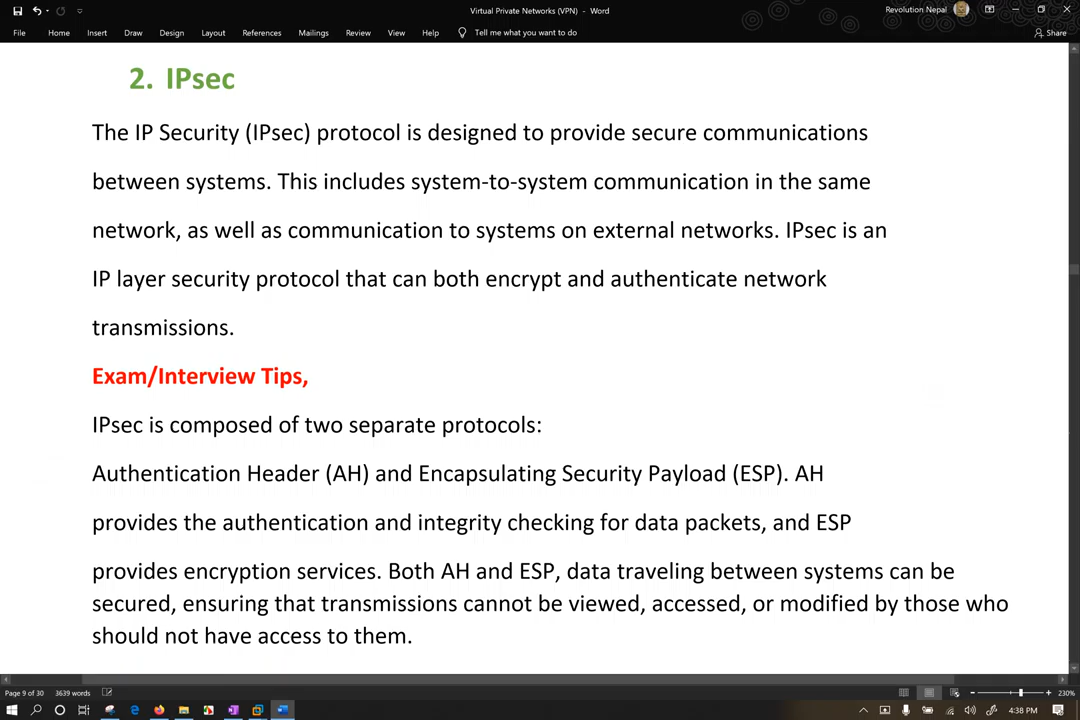 Virtual Private Networks (VPN) - Word
Revolution Nepal
File Home Insert Draw Design Layout References Mailings Review View Help Tell me what you want to do Share
2. IPsec
The IP Security (IPsec) protocol is designed to provide secure communications
between systems. This includes system-to-system communication in the same
network, as well as communication to systems on external networks. IPsec is an
IP layer security protocol that can both encrypt and authenticate network
transmissions.
Exam/Interview Tips,
IPsec is composed of two separate protocols:
Authentication Header (AH) and Encapsulating Security Payload (ESP). AH
provides the authentication and integrity checking for data packets, and ESP
provides encryption services. Both AH and ESP, data traveling between systems can be
secured, ensuring that transmissions cannot be viewed, accessed, or modified by those who
should not have access to them.
Page 9 of 30 3639 words 230%
4:38 PM